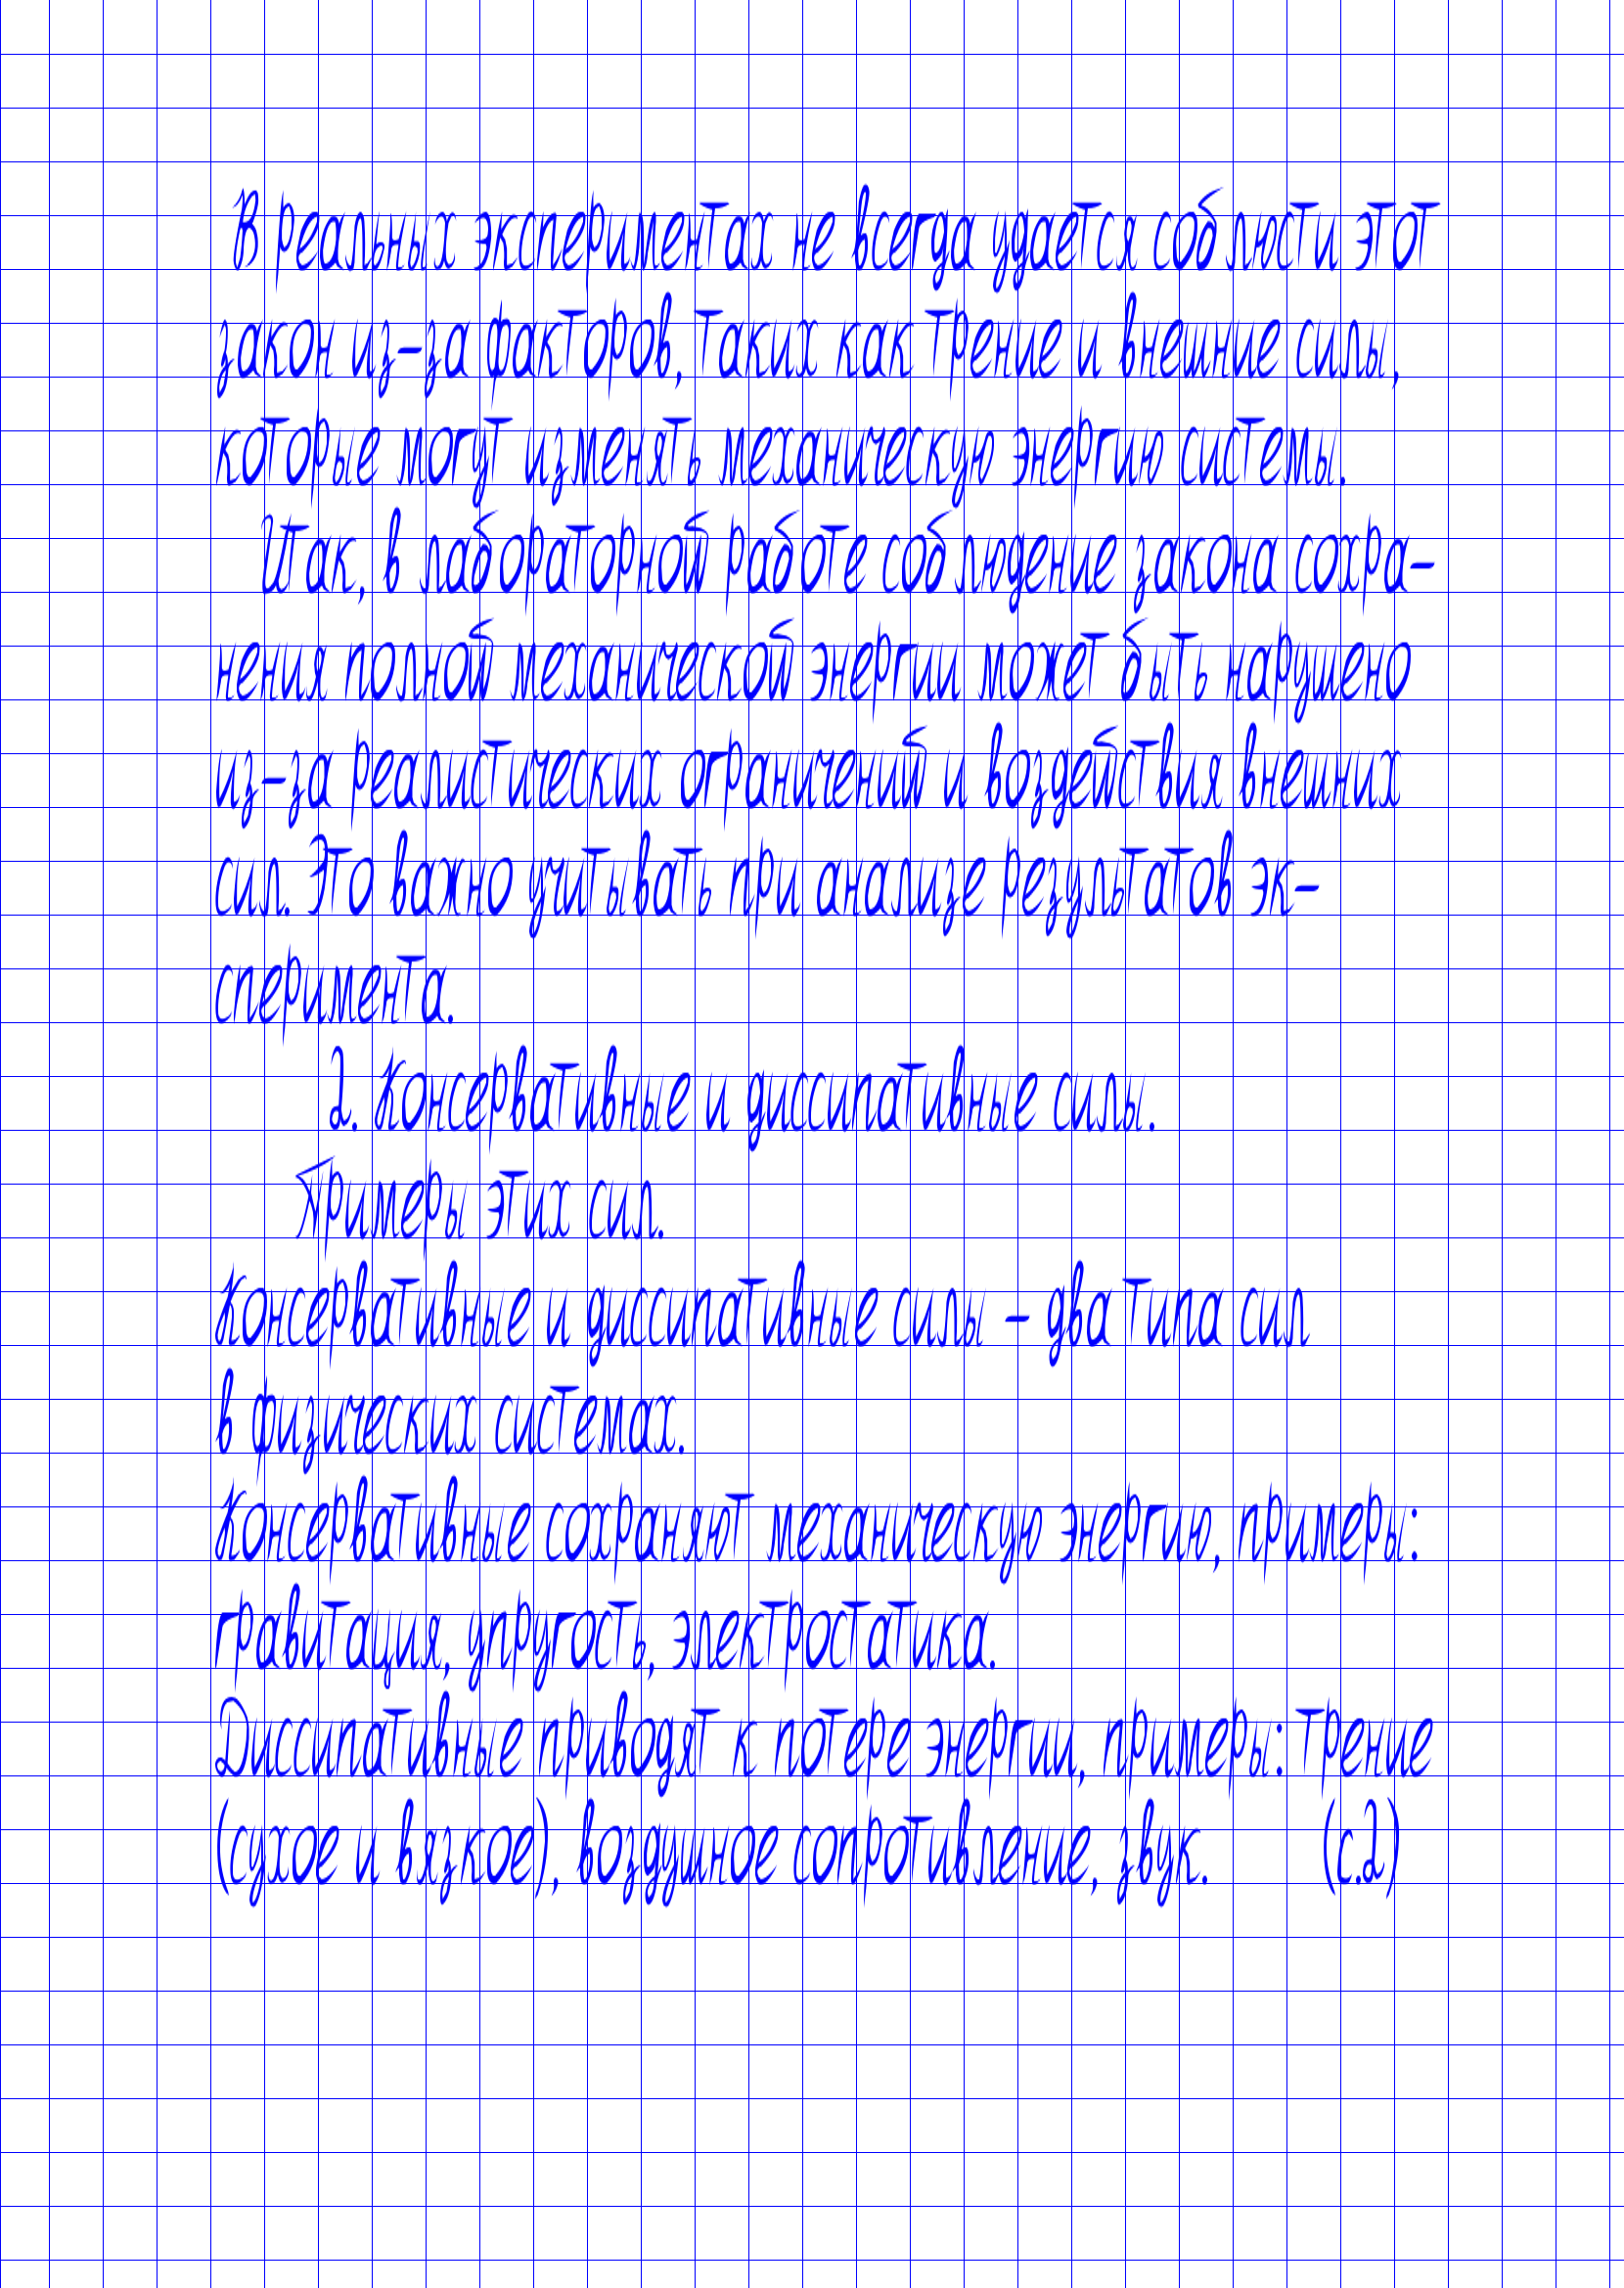 В реальных экспериментах не всегда удается соблюсти этот
закон из-за факторов, таких как трение и внешние силы,
которые могут изменять механическую энергию системы.
Итак, в лабораторной работе соблюдение закона сохра-
нения полной механической энергии может быть нарушено
из-за реалистических ограничений и воздействия внешних
сил. Это важно учитывать при анализе результатов эк-
сперимента.
2. Консервативные и диссипативные силы.
Примеры этих сил.
Консервативные и диссипативные силы - два типа сил
в физических системах.
Консервативные сохраняют механическую энергию, примеры:
гравитация, упругость, электростатика.
Диссипативные приводят к потере энергии, примеры: трение
(сухое и вязкое), воздушное сопротивление, звук. (с.2)